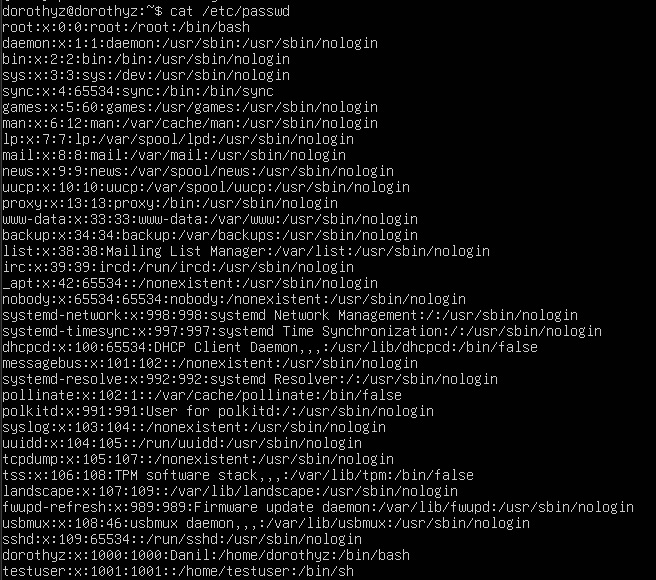 dorothyz@dorothyz:~$ cat /etc/passwd
root:x:0:0:root:/root:/bin/bash
daemon:x:1:1:daemon:/usr/sbin:/usr/sbin/nologin
bin:x:2:2:bin:/bin:/usr/sbin/nologin
sys:x:3:3:sys:/dev:/usr/sbin/nologin
sync:x:4:65534:sync:/bin:/bin/sync
games:x:5:60:games:/usr/games:/usr/sbin/nologin
man:x:6:12:man:/var/cache/man:/usr/sbin/nologin
lp:x:7:7:lp:/var/spool/lpd:/usr/sbin/nologin
mail:x:8:8:mail:/var/mail:/usr/sbin/nologin
news:x:9:9:news:/var/spool/news:/usr/sbin/nologin
uucp:x:10:10:uucp:/var/spool/uucp:/usr/sbin/nologin
proxy:x:13:13:proxy:/bin:/usr/sbin/nologin
www-data:x:33:33:www-data:/var/www:/usr/sbin/nologin
backup:x:34:34:backup:/var/backups:/usr/sbin/nologin
list:x:38:38:Mailing List Manager:/var/list:/usr/sbin/nologin
irc:x:39:39:ircd:/run/ircd:/usr/sbin/nologin
_apt:x:42:65534::/nonexistent:/usr/sbin/nologin
nobody:x:65534:65534:nobody:/nonexistent:/usr/sbin/nologin
systemd-network:x:998:998:systemd Network Management:/:/usr/sbin/nologin
systemd-timesync:x:997:997:systemd Time Synchronization:/:/usr/sbin/nologin
dhcpcd:x:100:65534:DHCP Client Daemon,,,:/usr/lib/dhcpcd:/bin/false
messagebus:x:101:102::/nonexistent:/usr/sbin/nologin
systemd-resolve:x:992:992:systemd Resolver:/:/usr/sbin/nologin
pollinate:x:102:1::/var/cache/pollinate:/bin/false
polkitd:x:991:991:User for polkitd:/:/usr/sbin/nologin
syslog:x:103:104::/nonexistent:/usr/sbin/nologin
uuidd:x:104:105::/run/uuidd:/usr/sbin/nologin
tcpdump:x:105:107::/nonexistent:/usr/sbin/nologin
tss:x:106:108:TPM software stack,,,:/var/lib/tpm:/bin/false
landscape:x:107:109::/var/lib/landscape:/usr/sbin/nologin
fwupd-refresh:x:989:989:Firmware update daemon:/var/lib/fwupd:/usr/sbin/nologin
usbmux:x:108:46:usbmux daemon,,,:/var/lib/usbmux:/usr/sbin/nologin
sshd:x:109:65534::/run/sshd:/usr/sbin/nologin
dorothyz:x:1000:1000:Danil:/home/dorothyz:/bin/bash
testuser:x:1001:1001::/home/testuser:/bin/sh